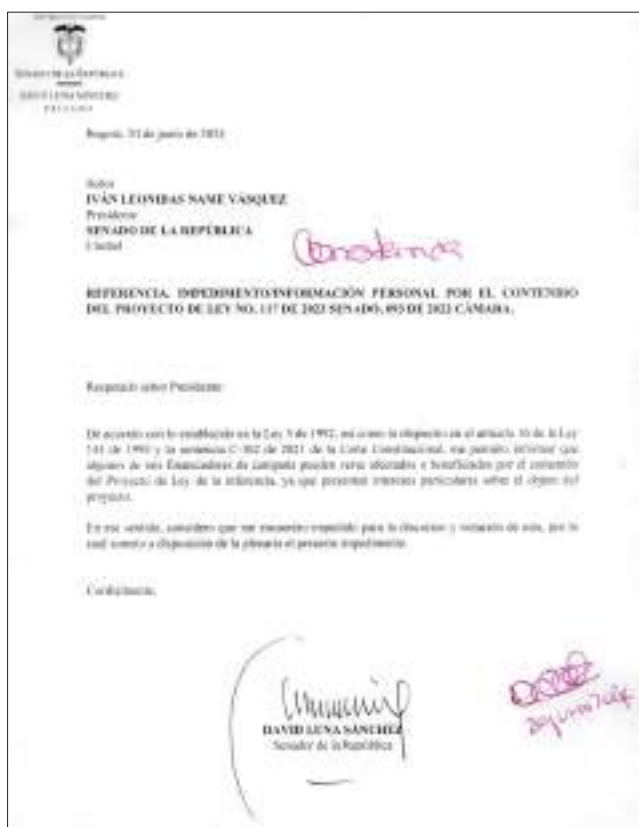 SENADO DE LA REPÚBLICA
DAVID LUNA SÁNCHEZ
Bogotá, de junio de
Señor
IVÁN LEONIDAS NAME VÁSQUEZ
Presidente
SENADO DE LA REPÚBLICA
Ciudad
Constancia
REFERENCIA. IMPEDIMENTO/INFORMACIÓN PERSONAL POR EL CONTENIDO
DEL PROYECTO DE LEY NO. 117 DE 2023 SENADO, 093 DE 2022 CÁMARA.
Respetado señor Presidente
De acuerdo con lo establecido en la Ley 5 de 1992, así como lo dispuesto en el artículo 16 de la Ley
de 1994 y la sentencia C-302 de 2021 de la Corte Constitucional, me permito informar que
algunos de mis financiadores de campaña pueden verse afectados o beneficiados por el contenido
del Proyecto de Ley de la referencia, ya que presentan intereses particulares sobre el objeto del
proyecto.
En ese sentido, considero que me encuentro impedido para la discusión y votación de este, por lo
cual someto a disposición de la plenaria el presente impedimento.
Cordialmente,
DAVID LUNA SÁNCHEZ
Senador de la República